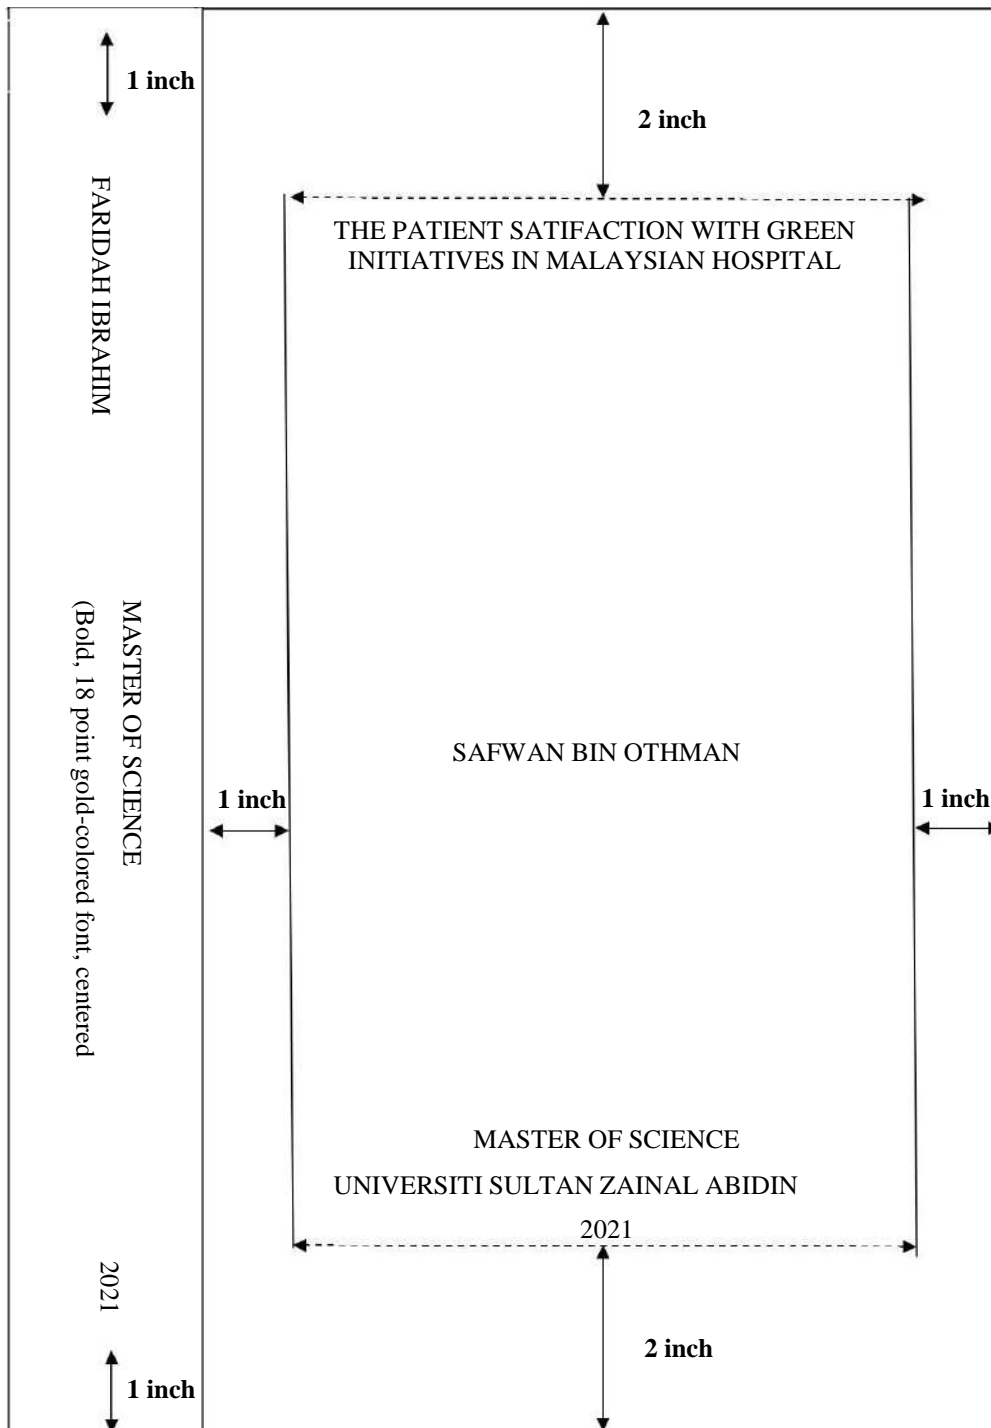 1 inch
FARIDAH IBRAHIM
MASTER OF SCIENCE
(Bold, 18 point gold-colored font, centered
2021
1 inch
2 inch
THE PATIENT SATIFACTION WITH GREEN
INITIATIVES IN MALAYSIAN HOSPITAL
SAFWAN BIN OTHMAN
1 inch
1 inch
MASTER OF SCIENCE
UNIVERSITI SULTAN ZAINAL ABIDIN
2021
2 inch